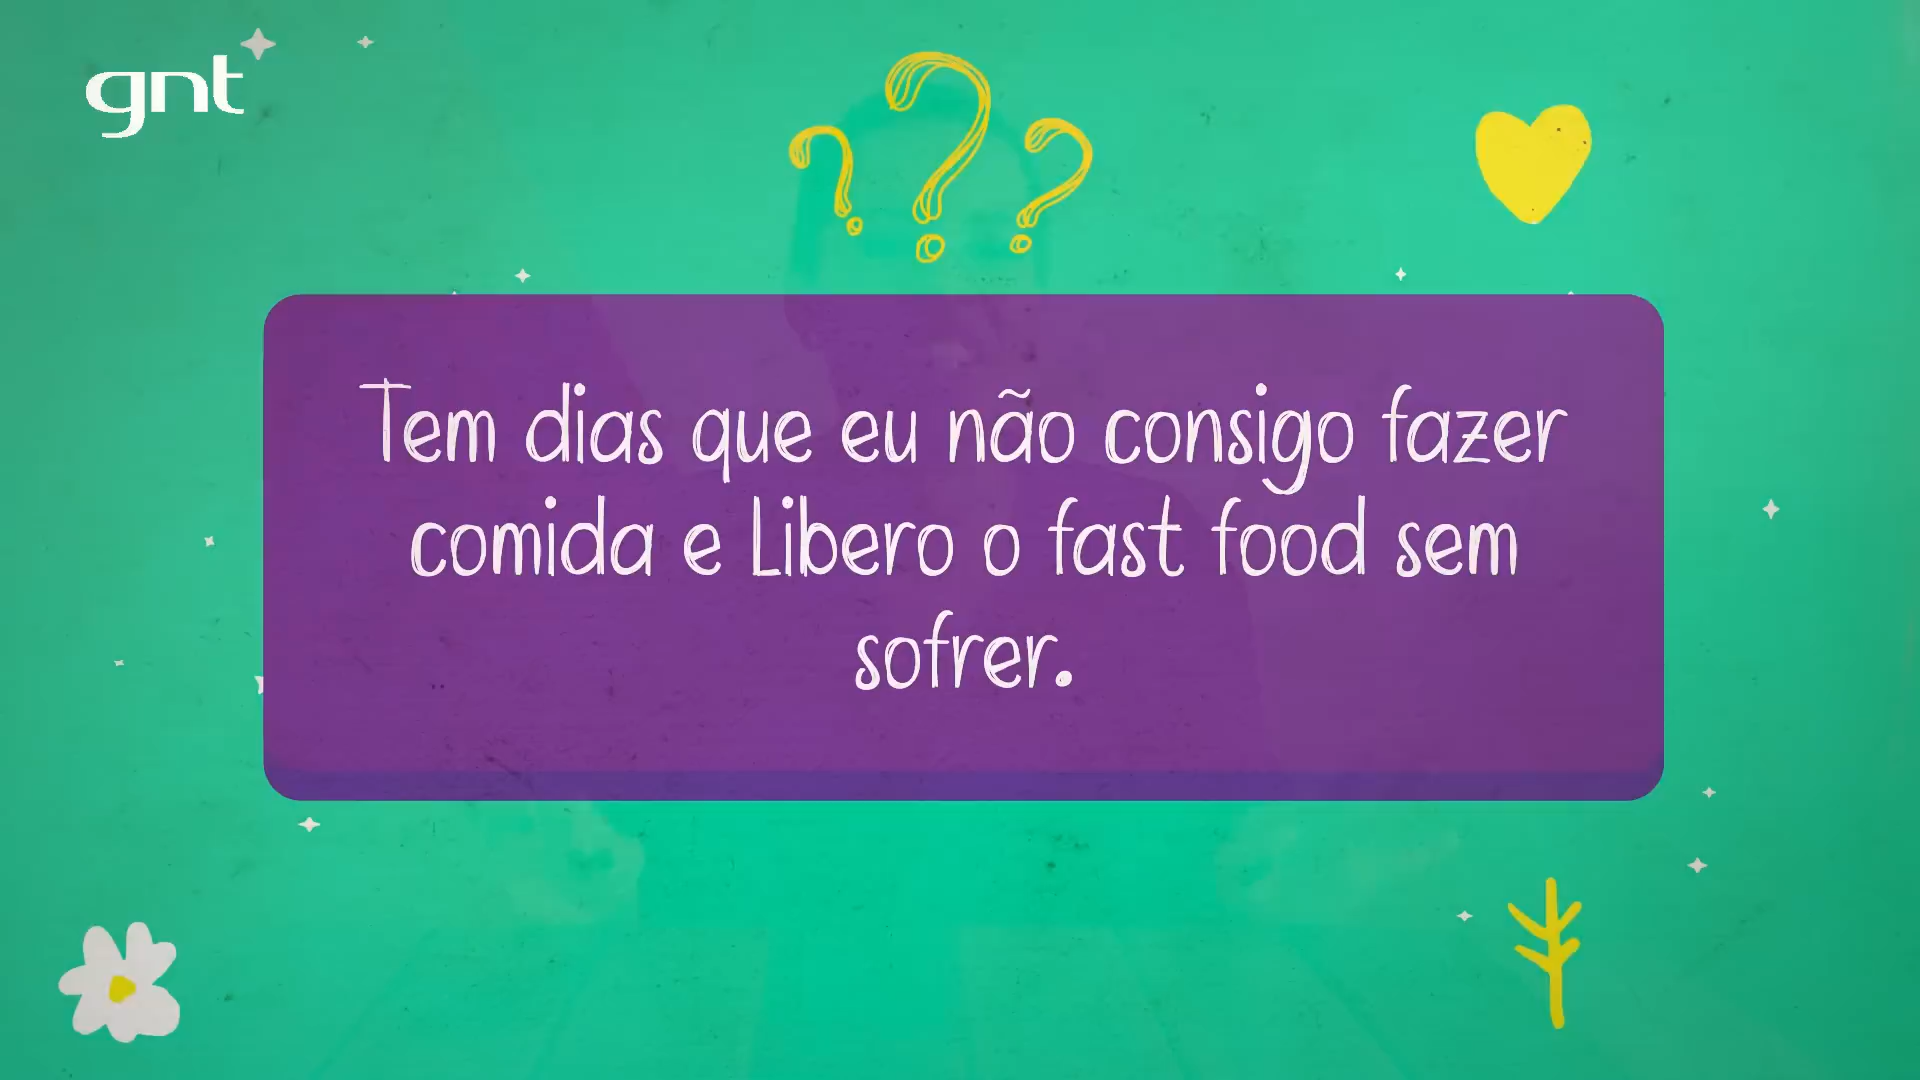 gnt
???
Tem dias que eu não consigo fazer
comida e Libero o fast food sem
sofrer.